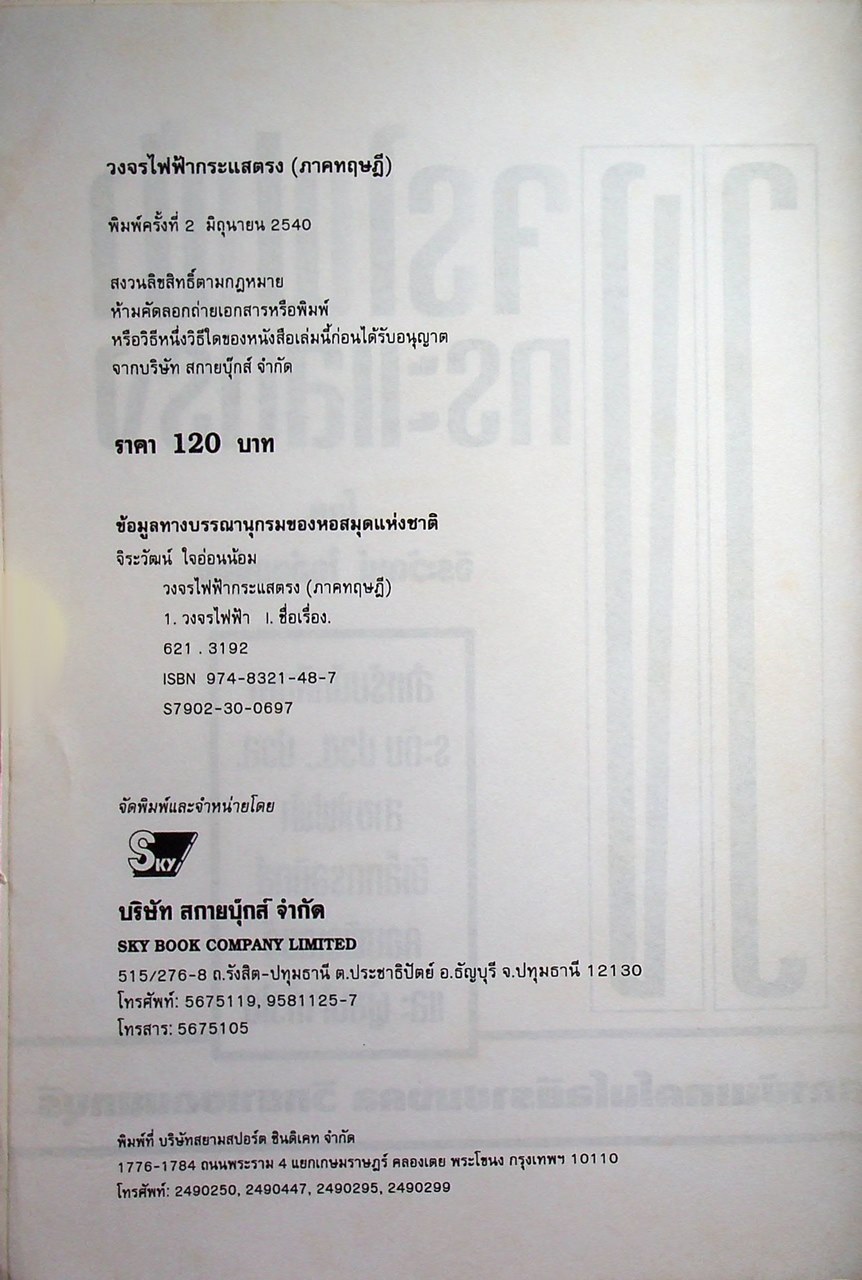 วงจรไฟฟ้ากระแสตรง (ภาคทฤษฎี)
พิมพ์ครั้งที่ 2 มิถุนายน 2540
สงวนลิขสิทธิ์ตามกฎหมาย
ห้ามคัดลอกถ่ายเอกสารหรือพิมพ์
หรือวิธีหนึ่งวิธีใดของหนังสือเล่มนี้ก่อนได้รับอนุญาต
จากบริษัท สกายบุ๊กส์ จำกัด
ราคา 120 บาท
ข้อมูลทางบรรณานุกรมของหอสมุดแห่งชาติ
จิระวัฒน์ ใจอ่อนน้อม
วงจรไฟฟ้ากระแสตรง (ภาคทฤษฎี)
1. วงจรไฟฟ้า I. ชื่อเรื่อง.
621 . 3192
ISBN 974-8321-48-7
S7902-30-0697
จัดพิมพ์และจำหน่ายโดย
SKY
บริษัท สกายบุ๊กส์ จำกัด
SKY BOOK COMPANY LIMITED
515/276-8 ถ.รังสิต-ปทุมธานี ต.ประชาธิปัตย์ อ.ธัญบุรี จ.ปทุมธานี 12130
โทรศัพท์: 5675119, 9581125-7
โทรสาร: 5675105
พิมพ์ที่ บริษัทสยามสปอร์ต ซินดิเคท จำกัด
1776-1784 ถนนพระราม 4 แยกเกษมราษฎร์ คลองเตย พระโขนง กรุงเทพฯ 10110
โทรศัพท์: 2490250, 2490447, 2490295, 2490299